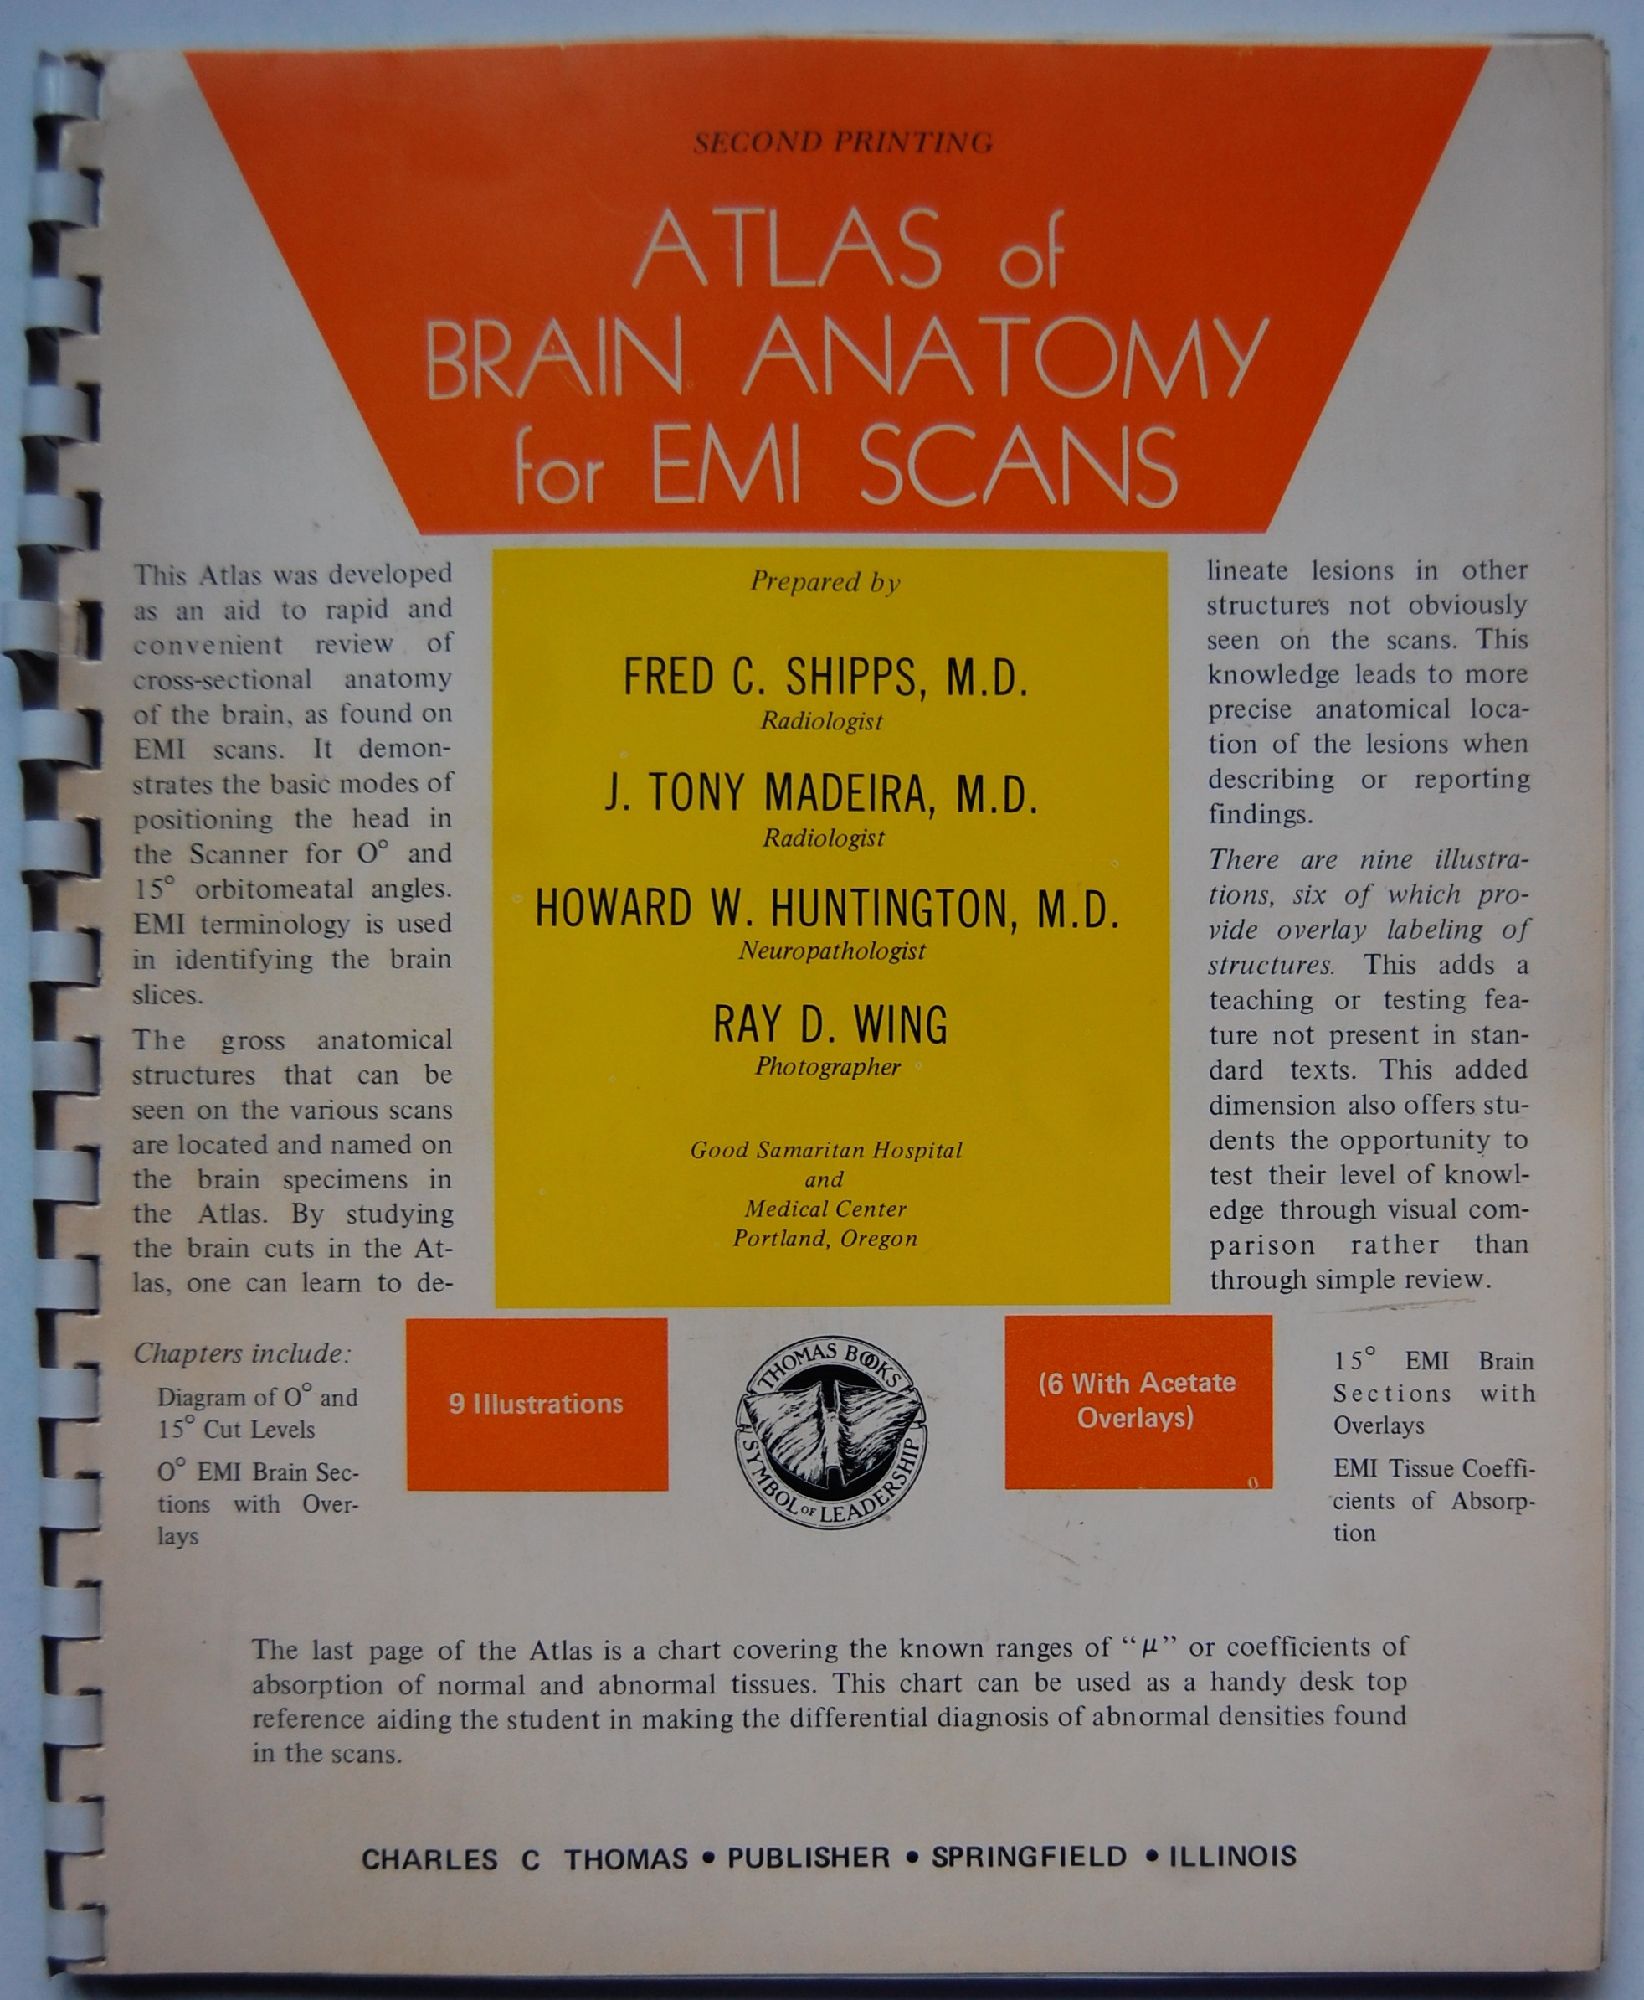 SECOND PRINTING
ATLAS of
BRAIN ANATOMY
for EMI SCANS
This Atlas was developed
as an aid to rapid and
convenient review of
cross-sectional anatomy
of the brain, as found on
EMI scans. It demon-
strates the basic modes of
positioning the head in
the Scanner for O° and
15° orbitomeatal angles.
EMI terminology is used
in identifying the brain
slices.
The gross anatomical
structures that can be
seen on the various scans
are located and named on
the brain specimens in
the Atlas. By studying
the brain cuts in the At-
las, one can learn to de-
Prepared by
FRED C. SHIPPS, M.D.
Radiologist
J. TONY MADEIRA, M.D.
Radiologist
HOWARD W. HUNTINGTON, M.D.
Neuropathologist
RAY D. WING
Photographer
Good Samaritan Hospital
and
Medical Center
Portland, Oregon
lineate lesions in other
structures not obviously
seen on the scans. This
knowledge leads to more
precise anatomical loca-
tion of the lesions when
describing or reporting
findings.
There are nine illustra-
tions, six of which pro-
vide overlay labeling of
structures. This adds a
teaching or testing fea-
ture not present in stan-
dard texts. This added
dimension also offers stu-
dents the opportunity to
test their level of knowl-
edge through visual com-
parison rather than
through simple review.
Chapters include:
Diagram of O° and
15° Cut Levels
O° EMI Brain Sec-
tions with Over-
lays
9 Illustrations
THOMAS BOOKS
SYMBOL OF LEADERSHIP
(6 With Acetate
Overlays)
15° EMI Brain
Sections with
Overlays
EMI Tissue Coeffi-
cients of Absorp-
tion
The last page of the Atlas is a chart covering the known ranges of “μ” or coefficients of
absorption of normal and abnormal tissues. This chart can be used as a handy desk top
reference aiding the student in making the differential diagnosis of abnormal densities found
in the scans.
CHARLES C THOMAS • PUBLISHER • SPRINGFIELD • ILLINOIS